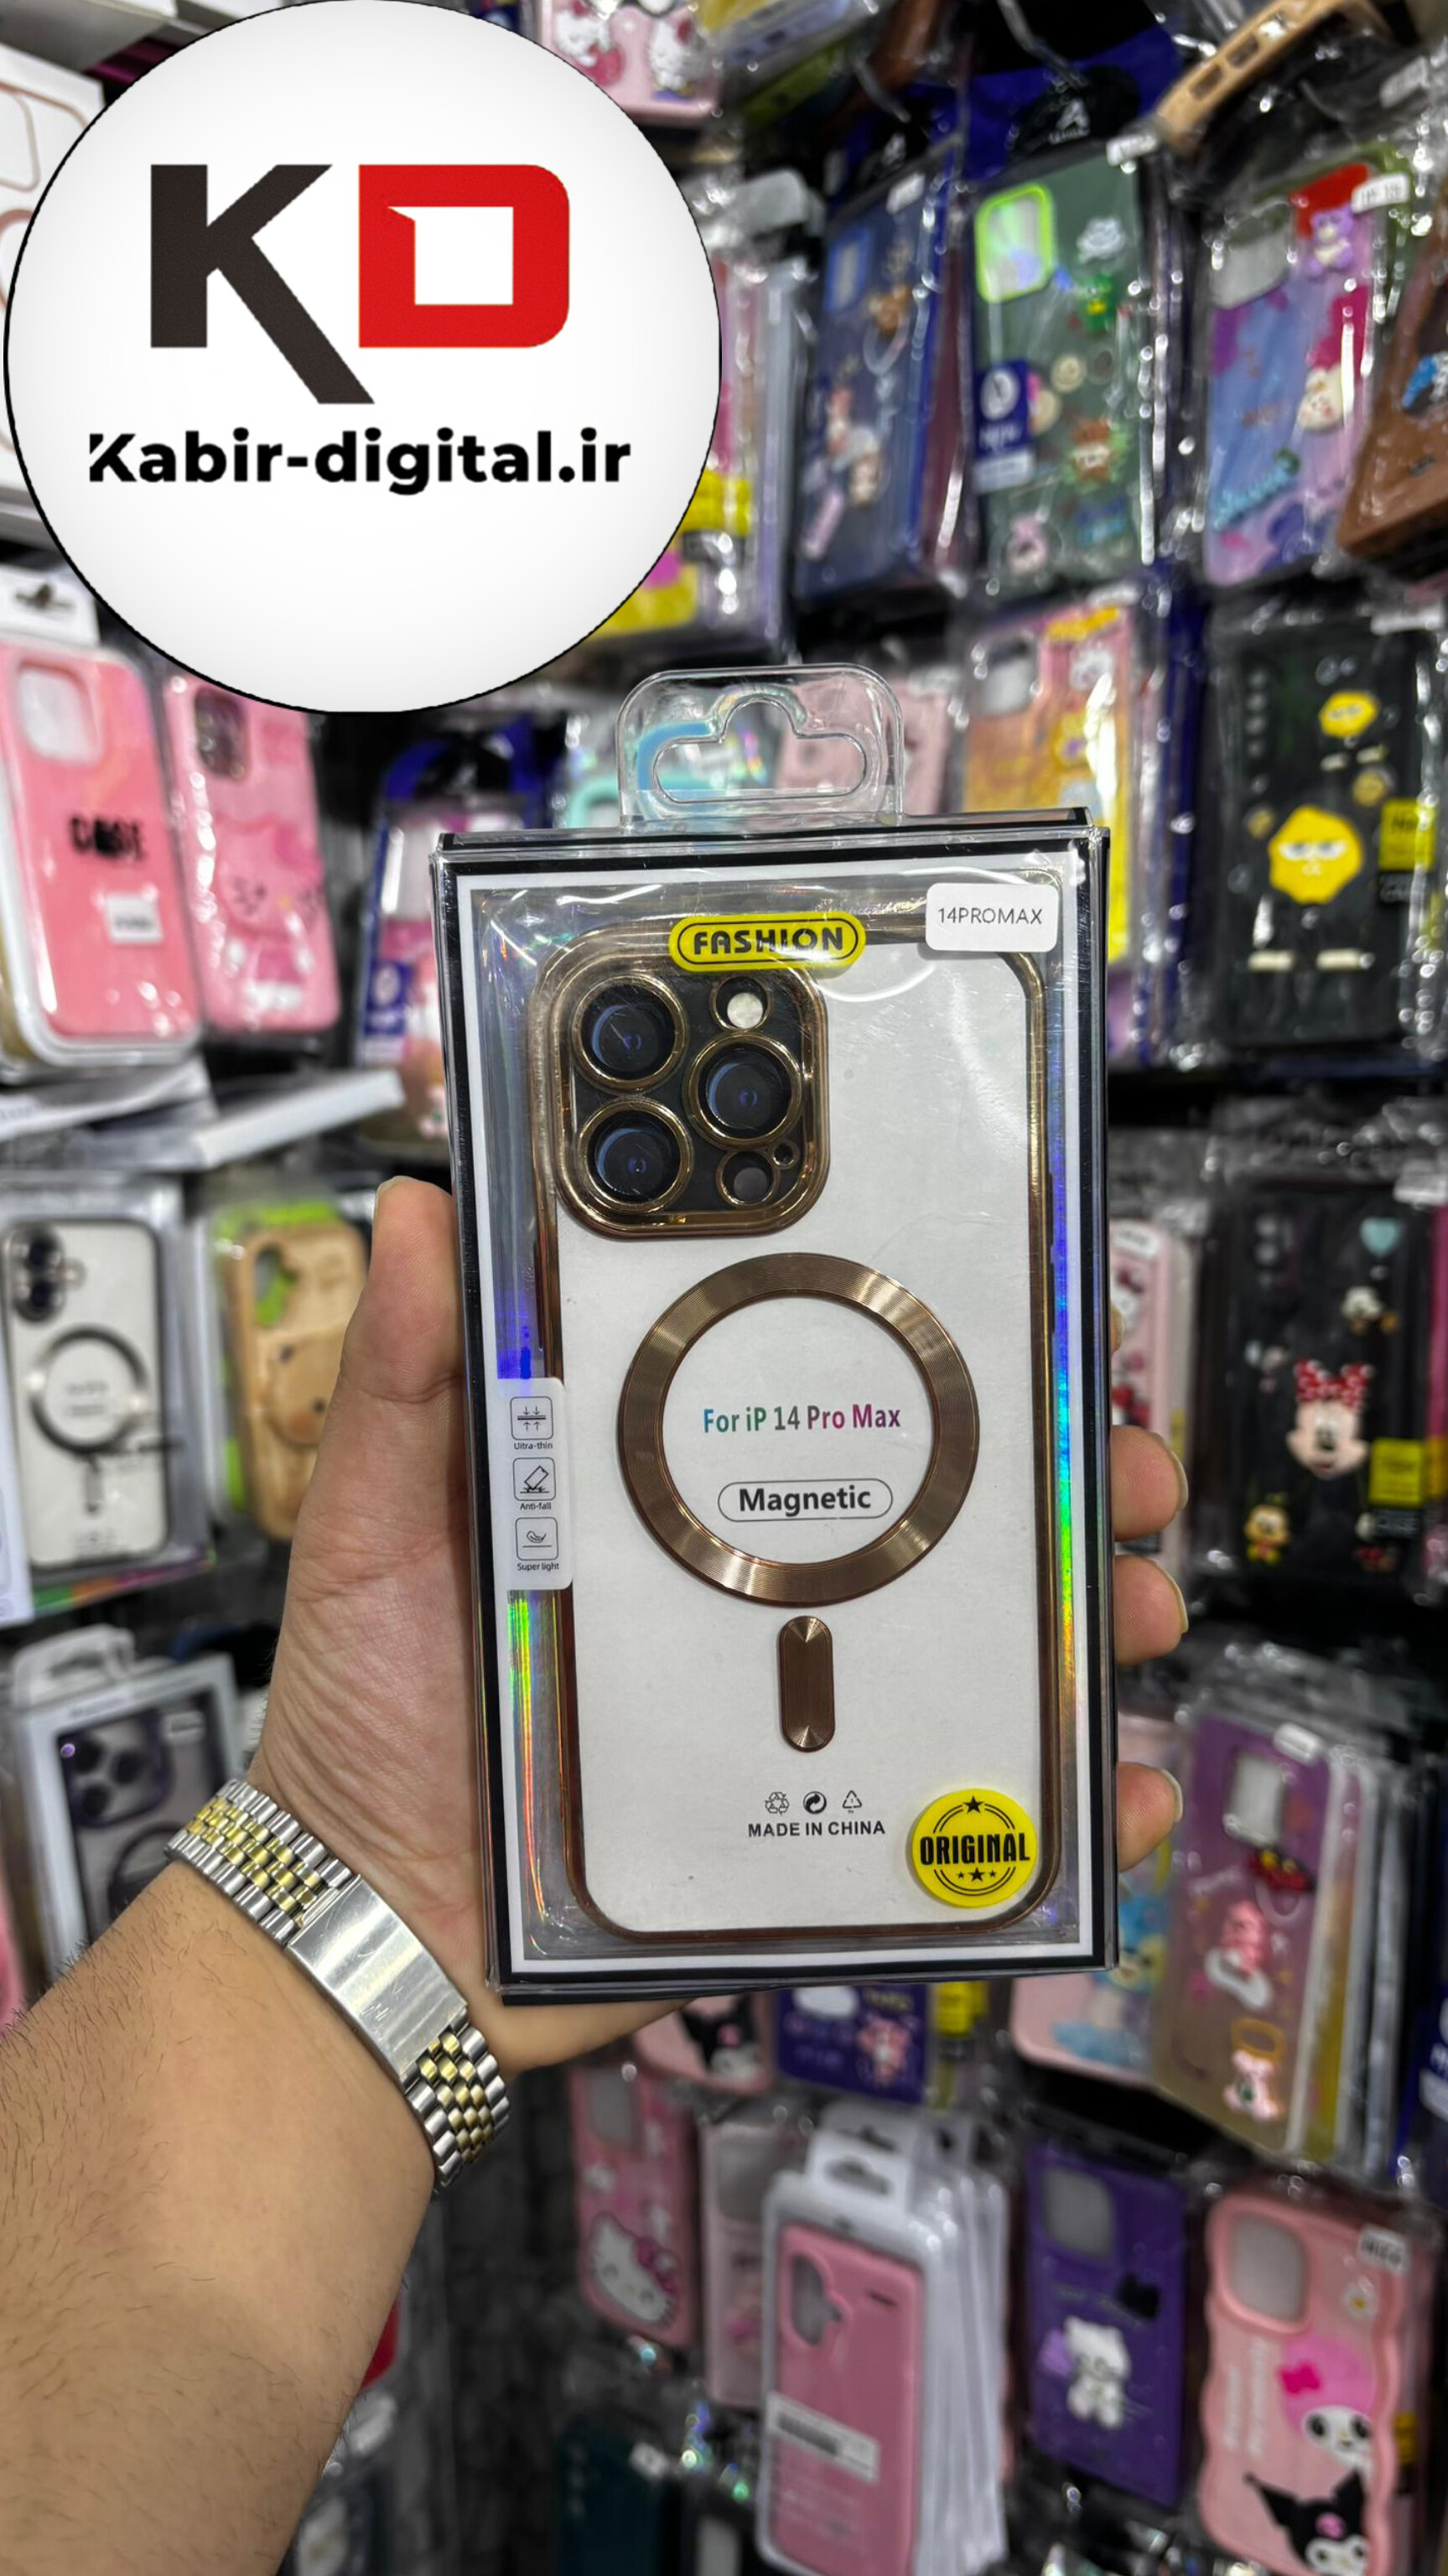 KD
Kabir-digital.ir
14PROMAX
FASHION
For iP 14 Pro Max
Magnetic
Ultra-thin
Anti-fall
Super light
MADE IN CHINA
ORIGINAL
CASE